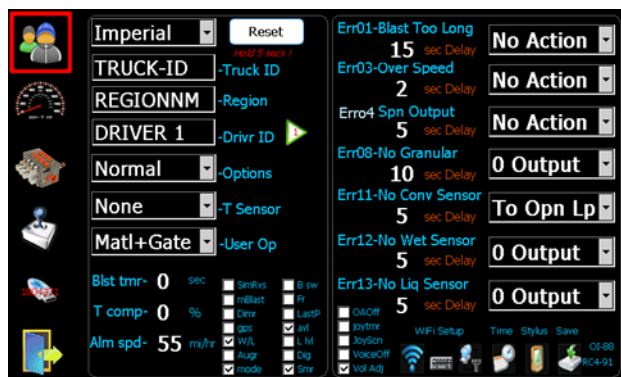 Imperial
Reset
Hold 5 secs !
TRUCK-ID -Truck ID
REGIONNM -Region
DRIVER 1 -Drivr ID
1
Normal -Options
None -T Sensor
Matl+Gate -User Op
Blst tmr- 0 sec
T comp- 0 %
Alm spd- 55 mi/hr
SimRvs
mBlast
Dimr
gps
W/L
Augr
mode
B sw
Fr
LastP
avl
L lvl
Dig
Smr
Err01-Blast Too Long
15 sec Delay
No Action
Err03-Over Speed
2 sec Delay
No Action
Erro4 Spn Output
5 sec Delay
No Action
Err08-No Granular
10 sec Delay
0 Output
Err11-No Conv Sensor
5 sec Delay
To Opn Lp
Err12-No Wet Sensor
5 sec Delay
0 Output
Err13-No Liq Sensor
5 sec Delay
0 Output
OAOff
Joytmr
JoyScn
VoiceOff
Vol Adj
WiFi Setup
Time Stylus Save
OI-88
RC4-91